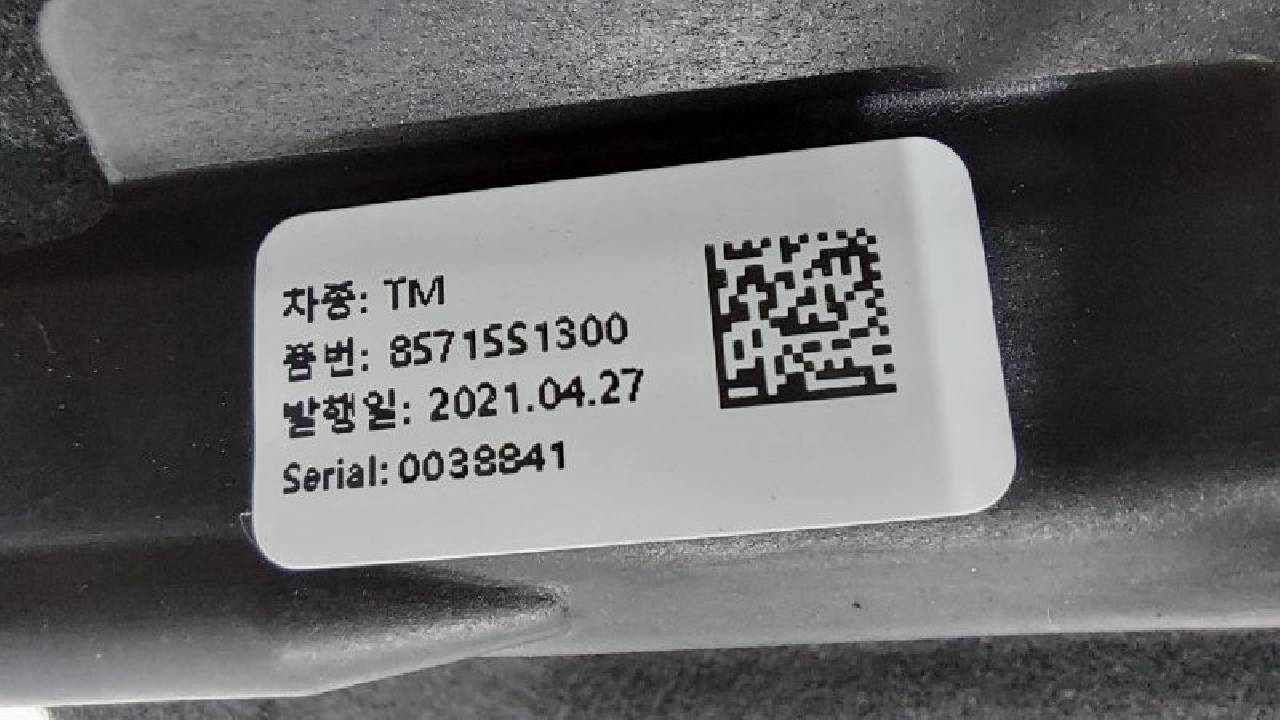 차종: TM
품번: 85715S1300
발행일: 2021.04.27
Serial: 0038841